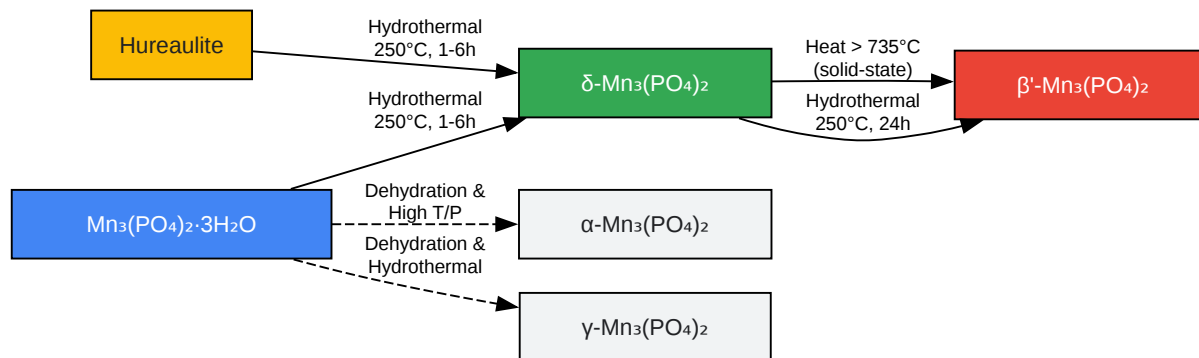 Hureaulite
Hydrothermal
250°C, 1-6h
δ-Mn₃(PO₄)₂
Heat > 735°C
(solid-state)
β'-Mn₃(PO₄)₂
Hydrothermal
250°C, 1-6h
Hydrothermal
250°C, 24h
Mn₃(PO₄)₂·3H₂O
Dehydration &
High T/P
α-Mn₃(PO₄)₂
Dehydration &
Hydrothermal
γ-Mn₃(PO₄)₂